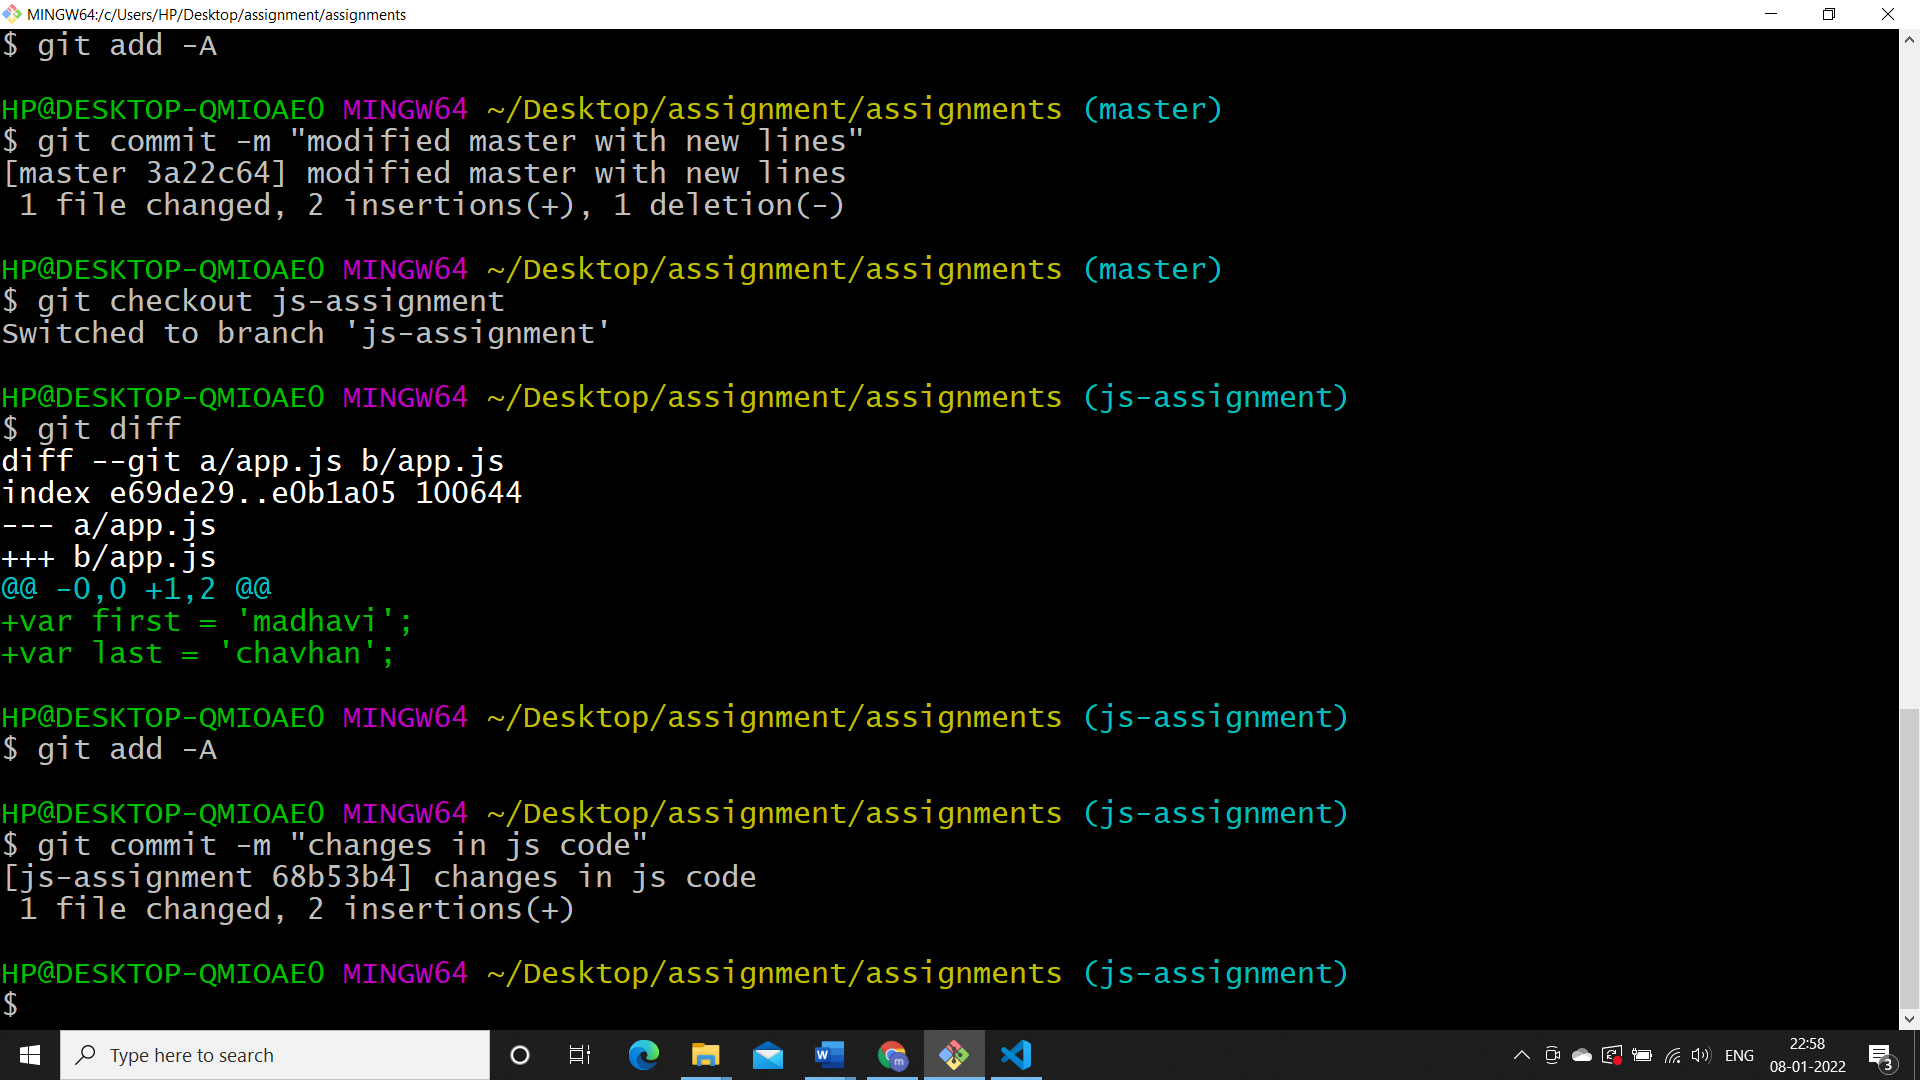 MINGW64:/c/Users/HP/Desktop/assignment/assignments
$ git add -A
HP@DESKTOP-QMIOAE0 MINGW64 ~/Desktop/assignment/assignments (master)
$ git commit -m "modified master with new lines"
[master 3a22c64] modified master with new lines
 1 file changed, 2 insertions(+), 1 deletion(-)
HP@DESKTOP-QMIOAE0 MINGW64 ~/Desktop/assignment/assignments (master)
$ git checkout js-assignment
Switched to branch 'js-assignment'
HP@DESKTOP-QMIOAE0 MINGW64 ~/Desktop/assignment/assignments (js-assignment)
$ git diff
diff --git a/app.js b/app.js
index e69de29..e0b1a05 100644
--- a/app.js
+++ b/app.js
@@ -0,0 +1,2 @@
+var first = 'madhavi';
+var last = 'chavhan';
HP@DESKTOP-QMIOAE0 MINGW64 ~/Desktop/assignment/assignments (js-assignment)
$ git add -A
HP@DESKTOP-QMIOAE0 MINGW64 ~/Desktop/assignment/assignments (js-assignment)
$ git commit -m "changes in js code"
[js-assignment 68b53b4] changes in js code
 1 file changed, 2 insertions(+)
HP@DESKTOP-QMIOAE0 MINGW64 ~/Desktop/assignment/assignments (js-assignment)
$
Type here to search
W
m
ENG
22:58
08-01-2022
3